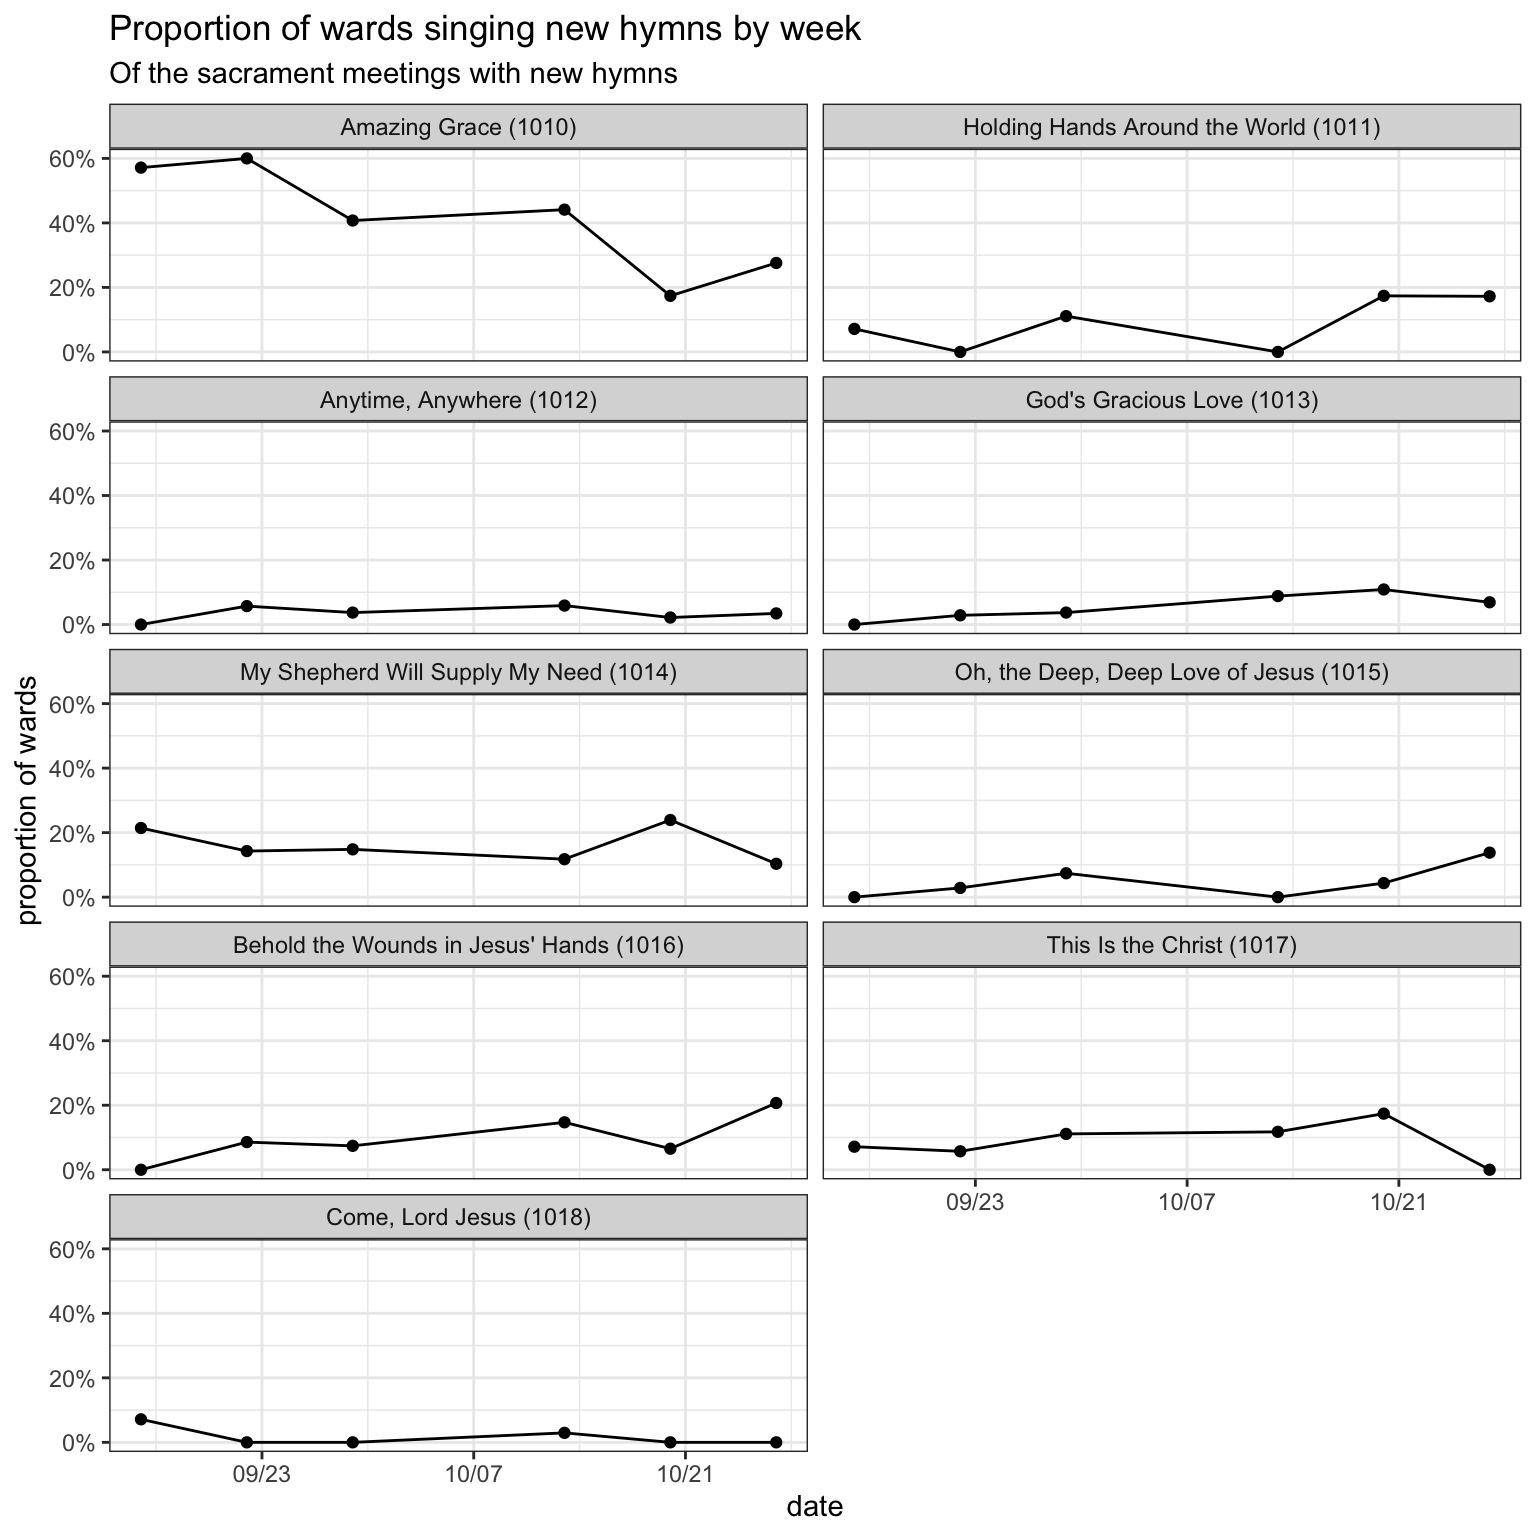 Proportion of wards singing new hymns by week
Of the sacrament meetings with new hymns
Amazing Grace (1010)
Holding Hands Around the World (1011)
60%
40%
20%
0%
Anytime, Anywhere (1012)
God's Gracious Love (1013)
60%
40%
20%
0%
My Shepherd Will Supply My Need (1014)
Oh, the Deep, Deep Love of Jesus (1015)
60%
40%
20%
0%
proportion of wards
Behold the Wounds in Jesus' Hands (1016)
This Is the Christ (1017)
60%
40%
20%
0%
09/23
10/07
10/21
Come, Lord Jesus (1018)
60%
40%
20%
0%
09/23
10/07
10/21
date